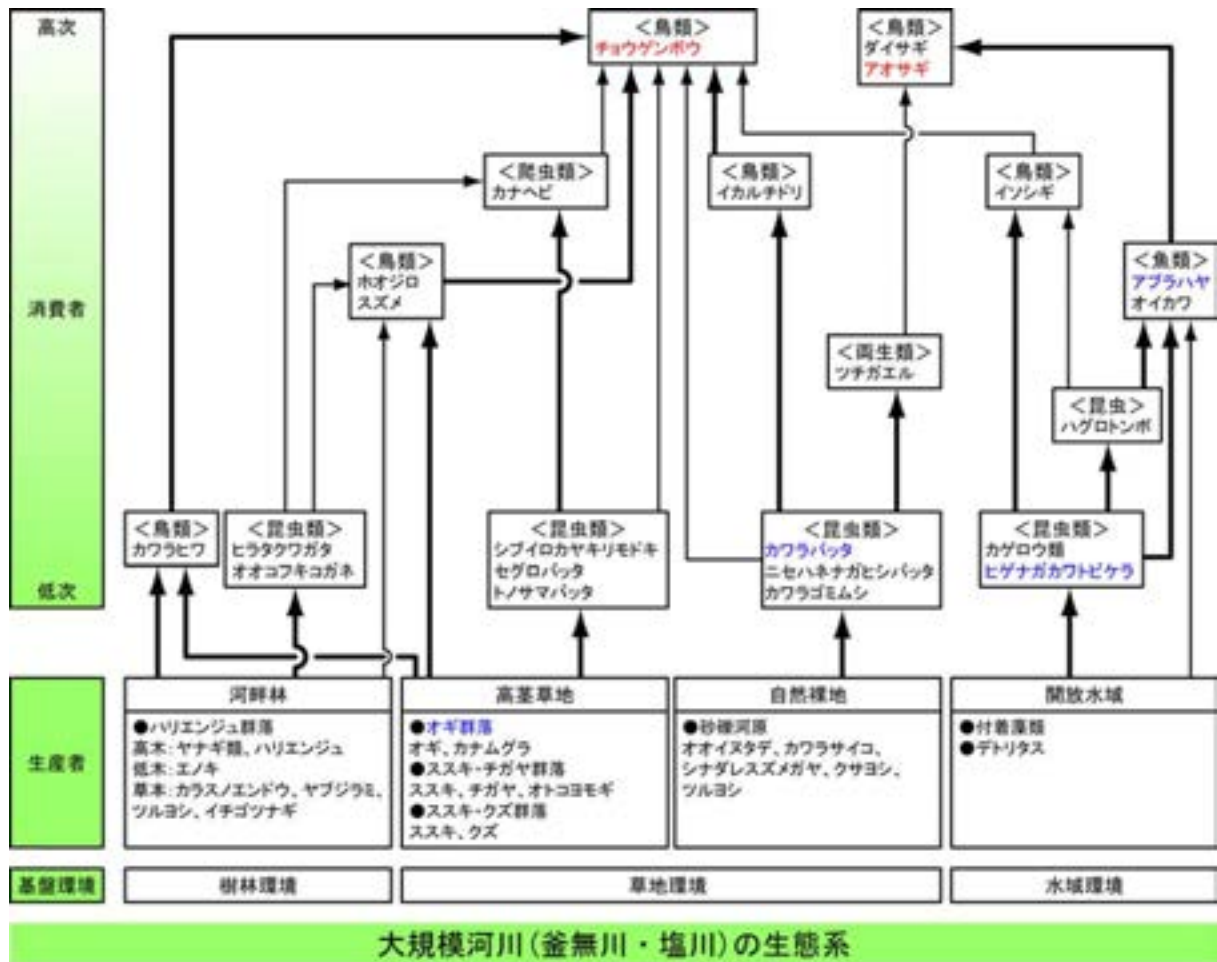 高次
＜鳥類＞
チョウゲンボウ
＜鳥類＞
ダイサギ
アオサギ
＜爬虫類＞
カナヘビ
＜鳥類＞
イカルチドリ
＜鳥類＞
イソシギ
＜鳥類＞
ホオジロ
スズメ
＜魚類＞
アブラハヤ
オイカワ
消費者
＜両生類＞
ツチガエル
＜昆虫＞
ハグロトンボ
＜鳥類＞
カワラヒワ
＜昆虫類＞
ヒラタクワガタ
オオコフキコガネ
＜昆虫類＞
シブイロカヤキリモドキ
セグロバッタ
トノサマバッタ
＜昆虫類＞
カワラバッタ
ニセハネナガヒシバッタ
カワラゴミムシ
＜昆虫類＞
カゲロウ類
ヒゲナガカワトビケラ
低次
生産者
河畔林
●ハリエンジュ群落
高木：ヤナギ類、ハリエンジュ
低木：エノキ
草本：カラスノエンドウ、ヤブジラミ、
ツルヨシ、イチゴツナギ
高茎草地
●オギ群落
オギ、カナムグラ
●ススキ・チガヤ群落
ススキ、チガヤ、オトコヨモギ
●ススキ・クズ群落
ススキ、クズ
自然裸地
●砂礫河原
オオイヌタデ、カワラサイコ、
シナダレスズメガヤ、クサヨシ、
ツルヨシ
開放水域
●付着藻類
●デトリタス
基盤環境
樹林環境
草地環境
水域環境
大規模河川(釜無川・塩川)の生態系